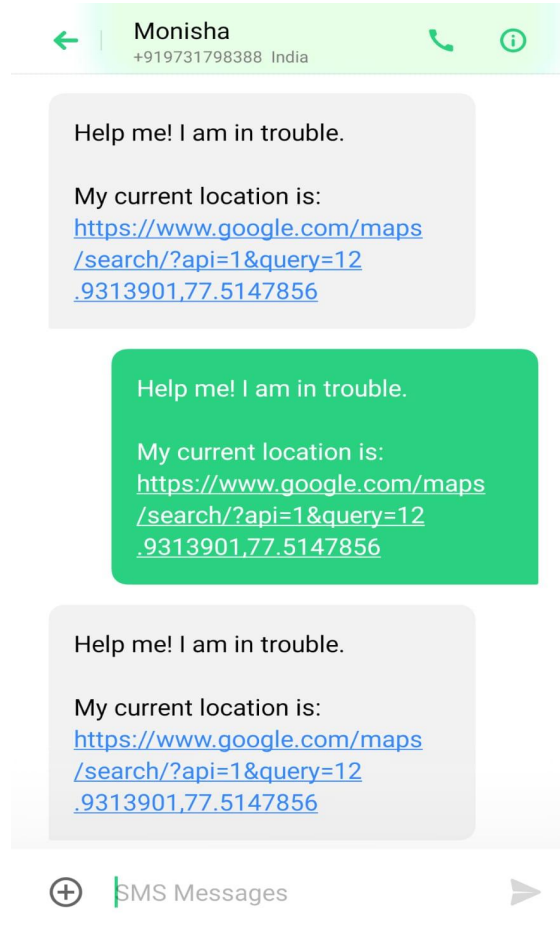 Monisha
+919731798388 India
Help me! I am in trouble.
My current location is:
https://www.google.com/maps
/search/?api=1&query=12
.9313901,77.5147856
Help me! I am in trouble.
My current location is:
https://www.google.com/maps
/search/?api=1&query=12
.9313901,77.5147856
Help me! I am in trouble.
My current location is:
https://www.google.com/maps
/search/?api=1&query=12
.9313901,77.5147856
SMS Messages